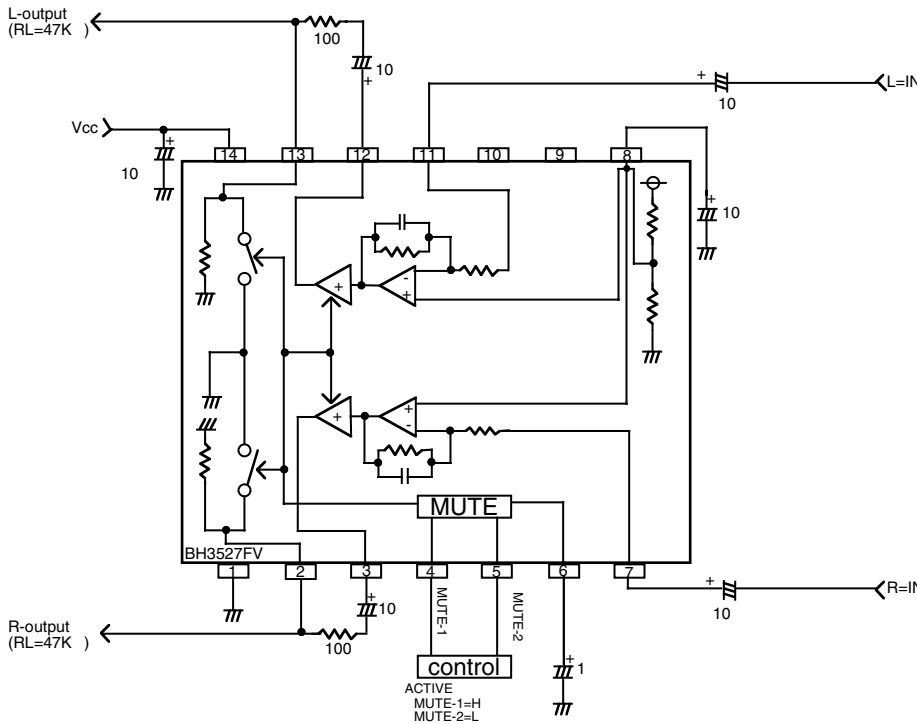 L-output
(RL=47K )
100
10
+
+
10
L=IN
Vcc
+
10
14
13
12
11
10
9
8
+
10
-
+
+
+
+
-
MUTE
BH3527FV
1
2
3
4
5
6
7
+
10
MUTE-1
MUTE-2
+
10
R=IN
R-output
(RL=47K )
100
control
+
1
ACTIVE
MUTE-1=H
MUTE-2=L